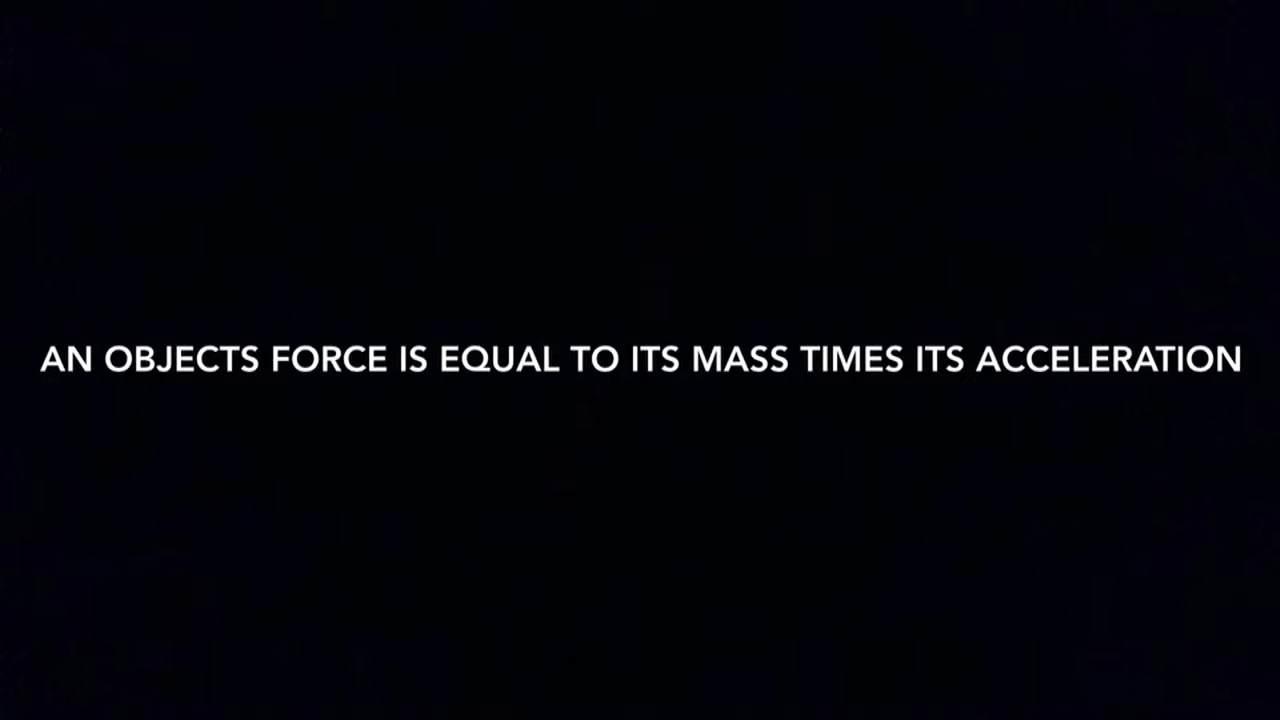 AN OBJECTS FORCE IS EQUAL TO ITS MASS TIMES ITS ACCELERATION